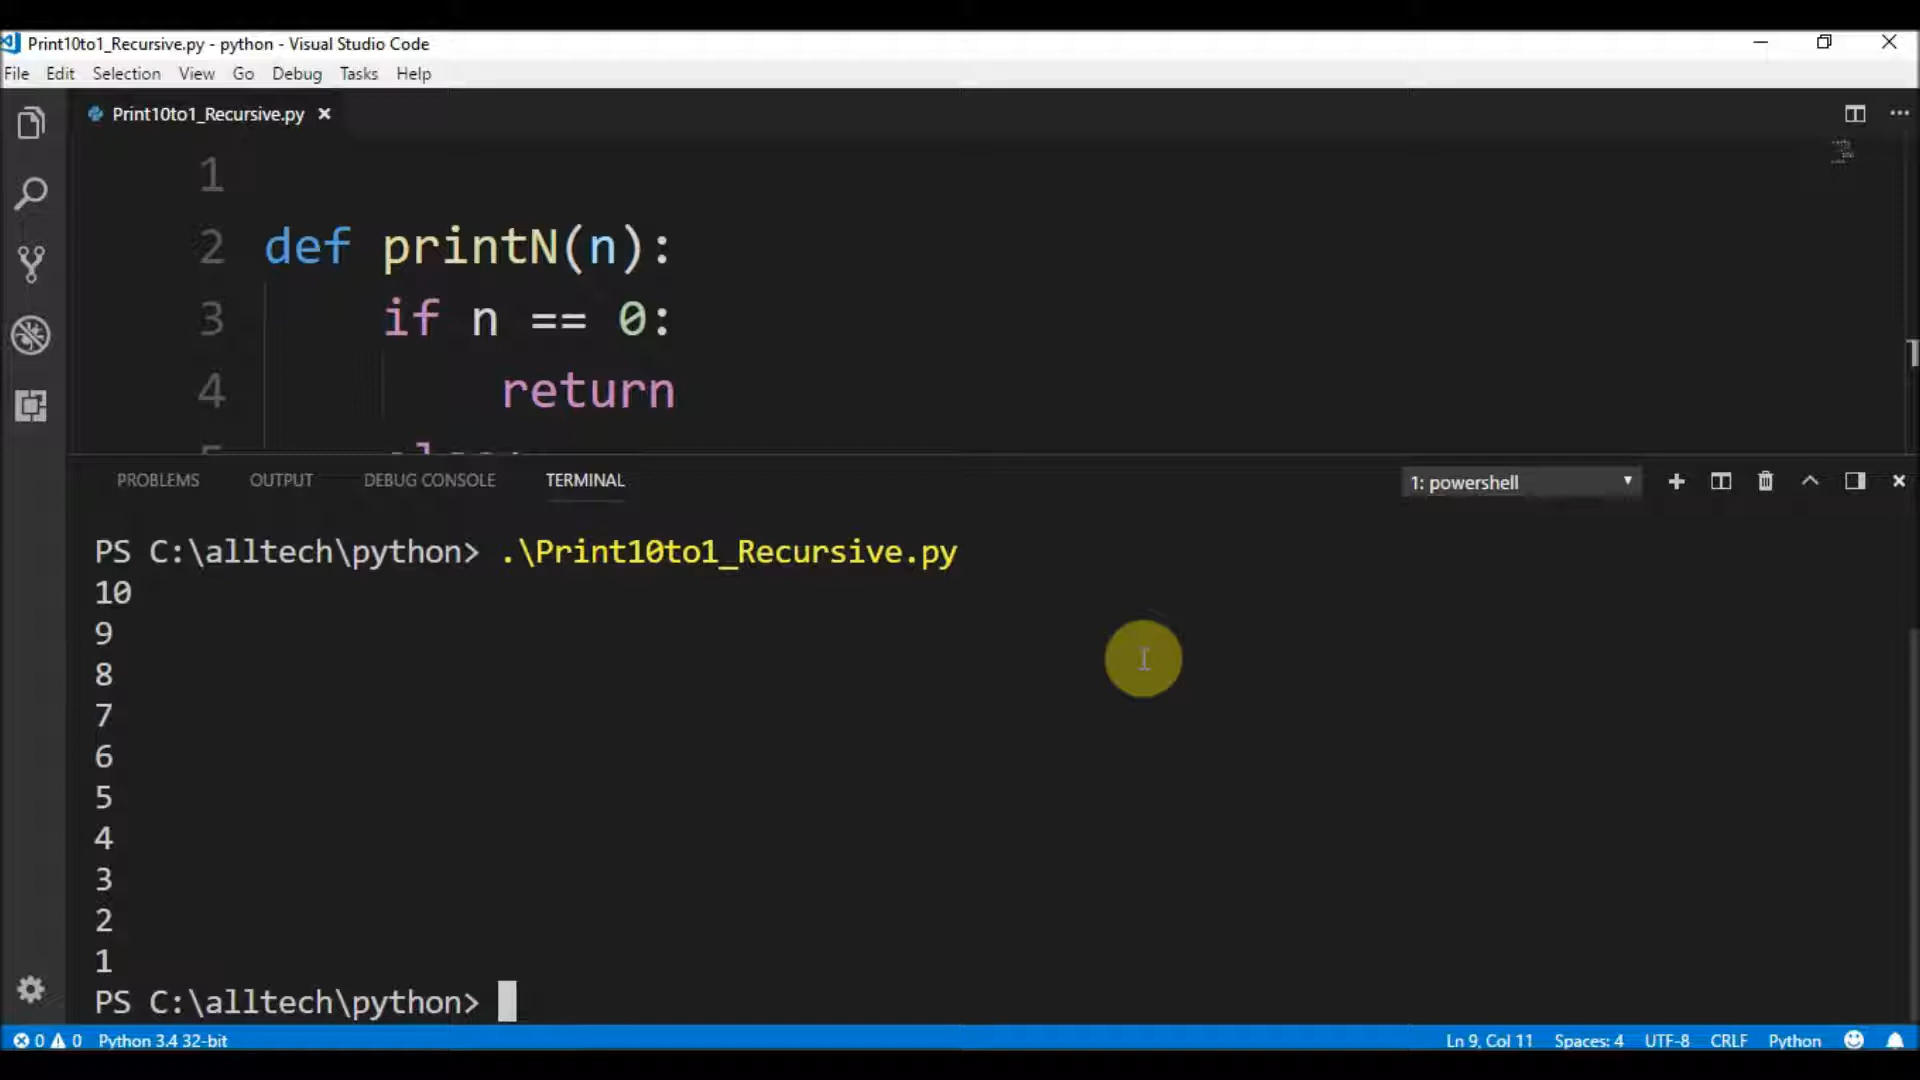 Print10to1_Recursive.py - python - Visual Studio Code
File Edit Selection View Go Debug Tasks Help
Print10to1_Recursive.py
1
2 def printN(n):
3 if n == 0:
4 return
PROBLEMS OUTPUT DEBUG CONSOLE TERMINAL 1: powershell
PS C:\alltech\python> .\Print10to1_Recursive.py
10
9
8
7
6
5
4
3
2
1
PS C:\alltech\python>
0 0 Python 3.4 32-bit Ln 9, Col 11 Spaces: 4 UTF-8 CRLF Python